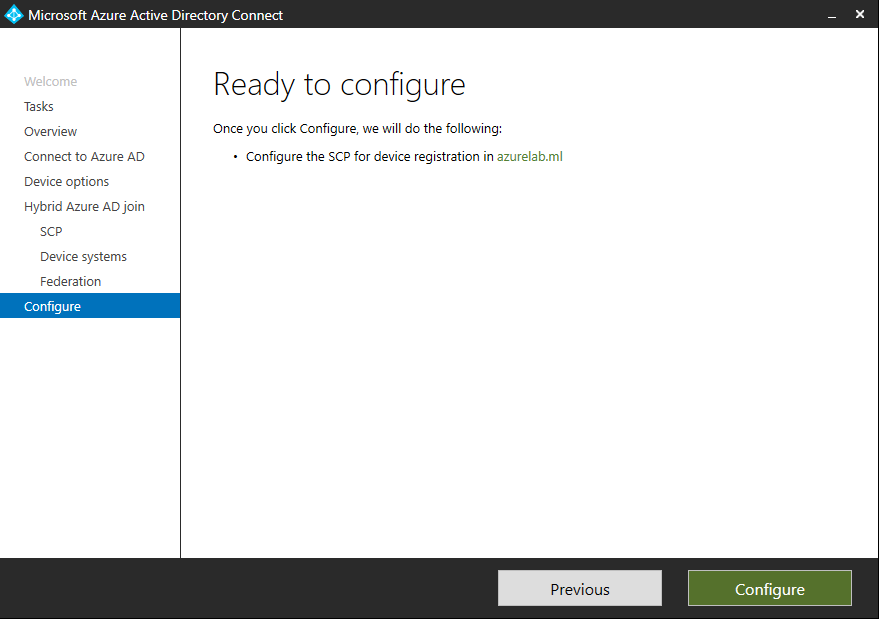 Microsoft Azure Active Directory Connect
Welcome
Tasks
Overview
Connect to Azure AD
Device options
Hybrid Azure AD join
SCP
Device systems
Federation
Configure
Ready to configure
Once you click Configure, we will do the following:
• Configure the SCP for device registration in azurelab.ml
Previous
Configure